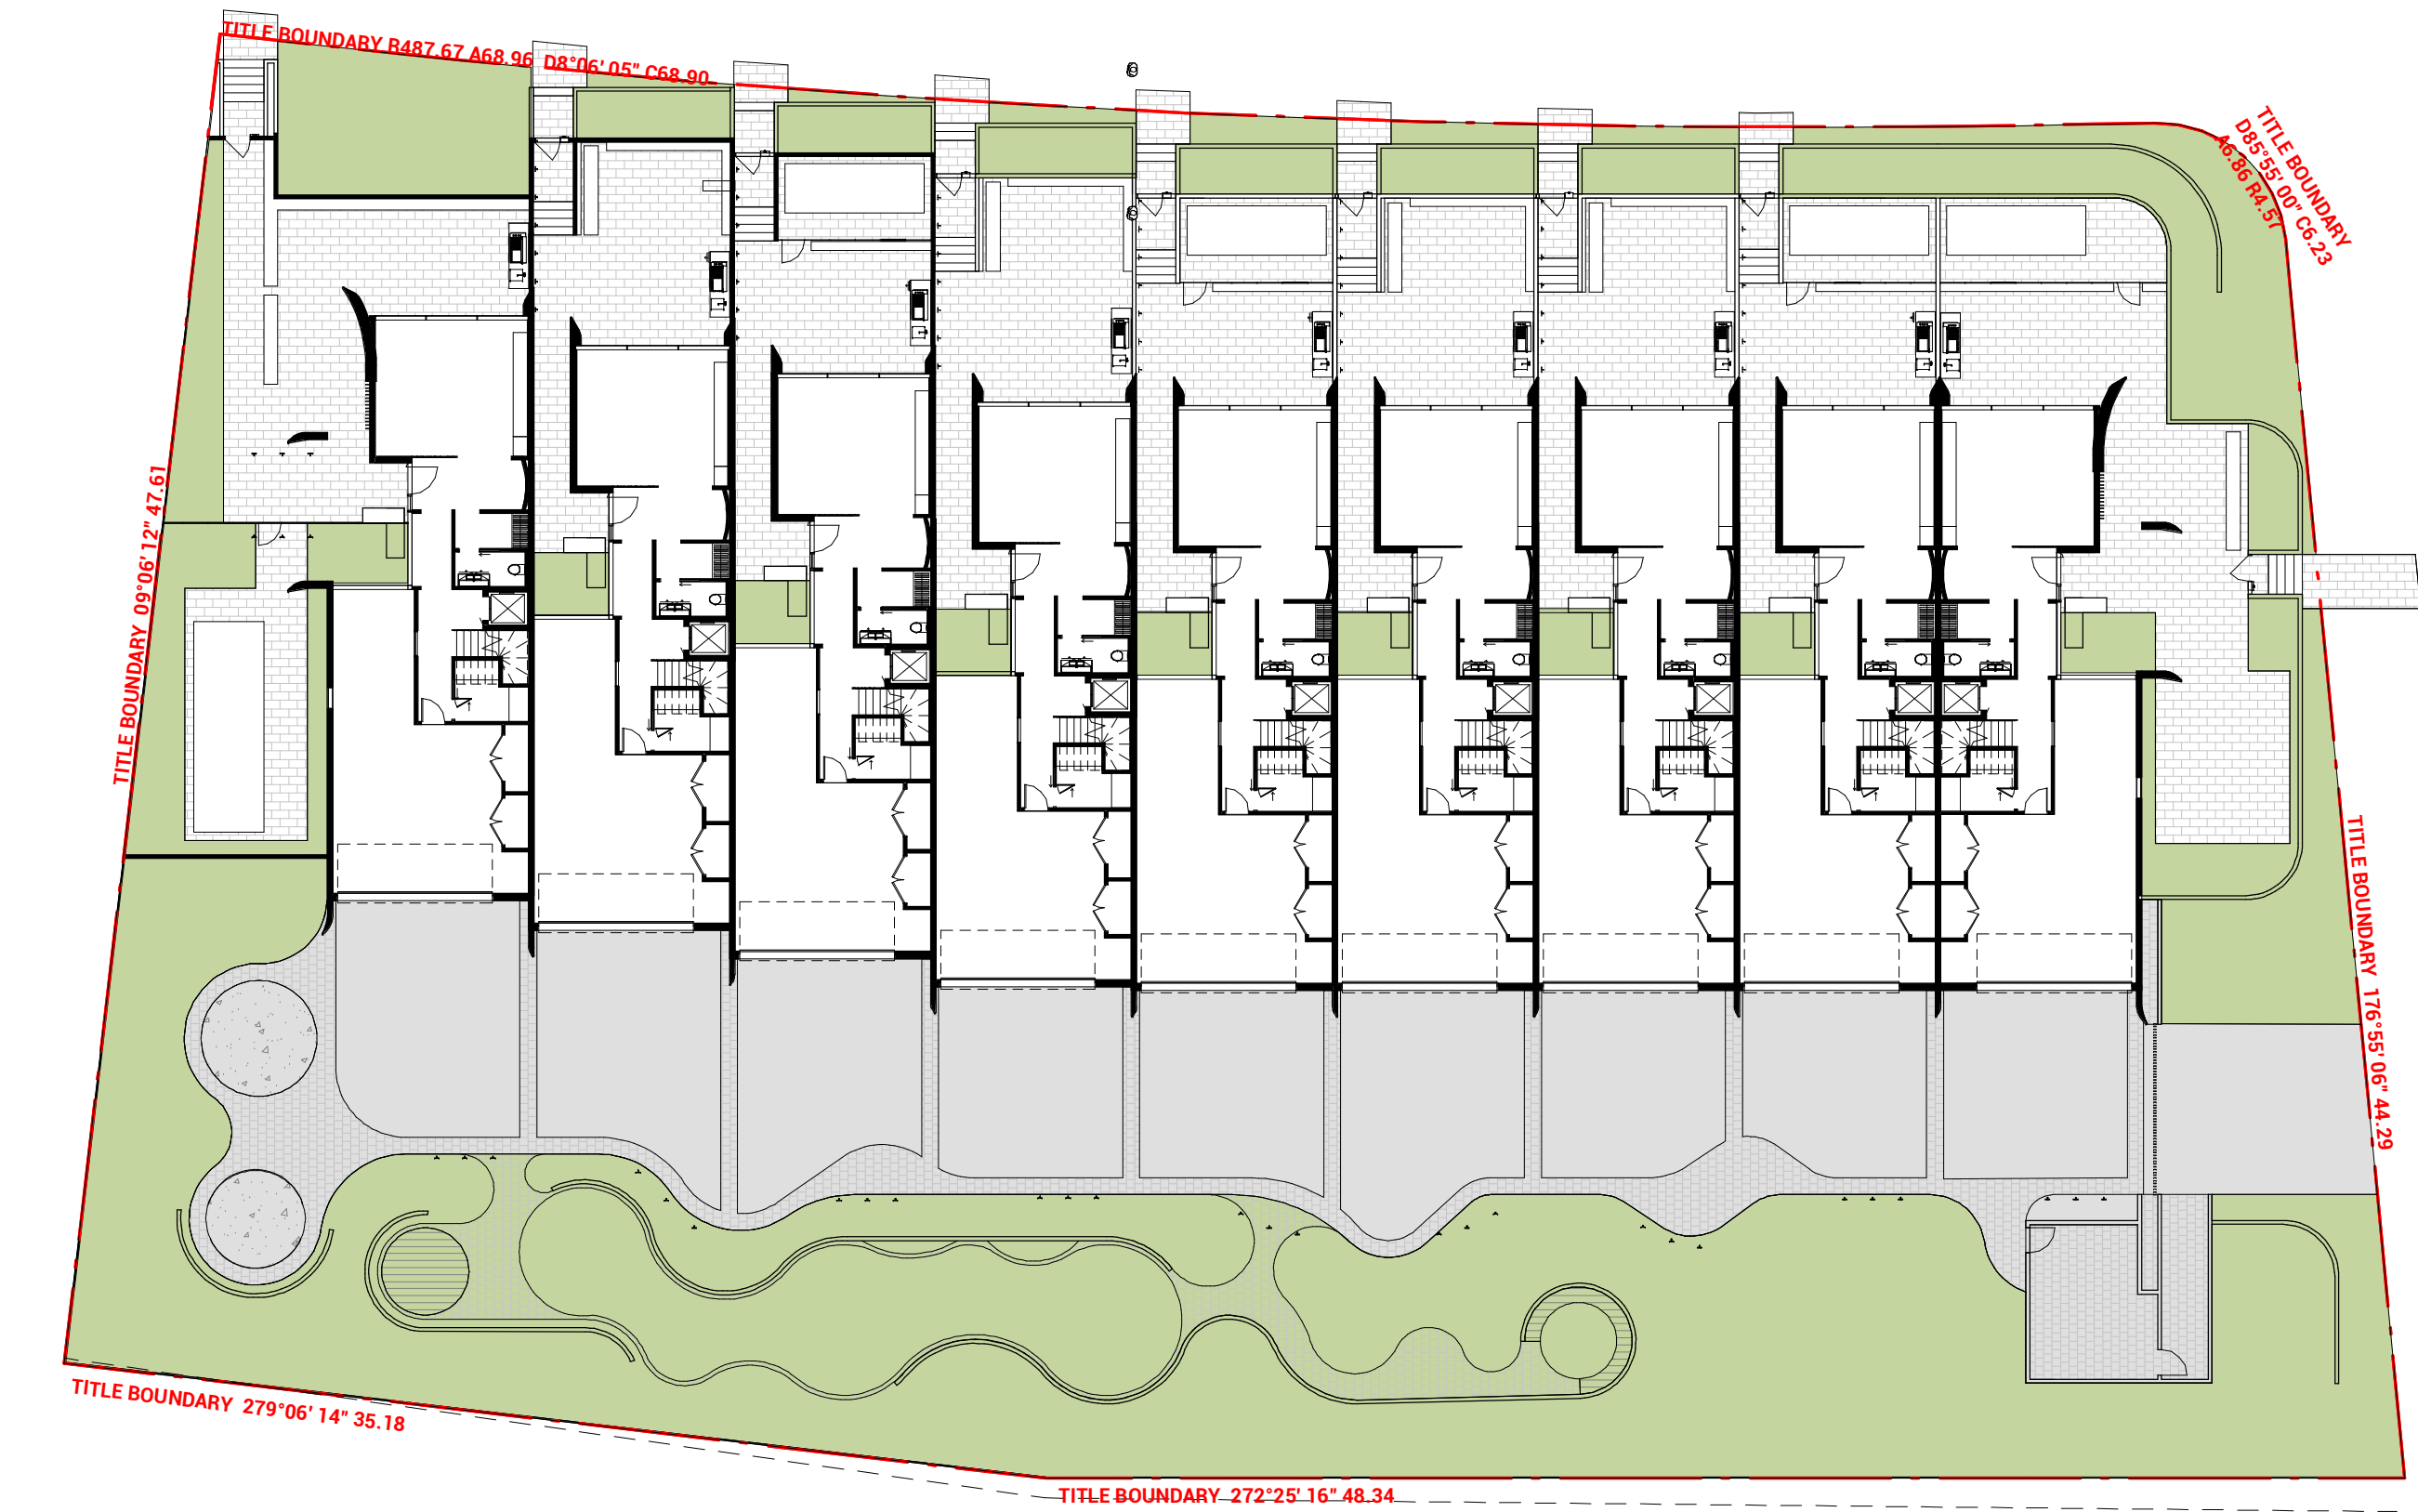 TITLE BOUNDARY R487.67 A68.96 D8°06' 05" C68.90
TITLE BOUNDARY
D85°55' 00" C6.23
A6.86 R4.57
TITLE BOUNDARY 09°06' 12" 47.61
TITLE BOUNDARY 176°55' 06" 44.29
TITLE BOUNDARY 279°06' 14" 35.18
TITLE BOUNDARY 272°25' 16" 48.34